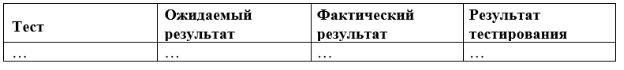 Тест
Ожидаемый результат
Фактический результат
Результат тестирования
… … … …